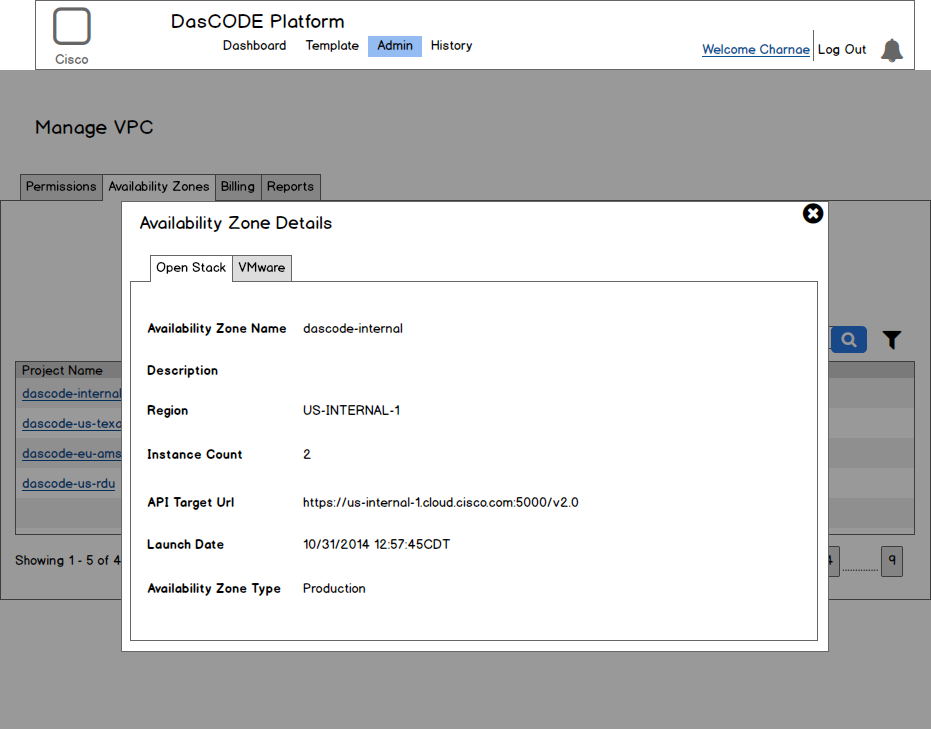 DasCODE Platform
Cisco
Dashboard Template Admin History
Welcome Charnae Log Out
Manage VPC
Permissions Availability Zones Billing Reports
Availability Zone Details
Open Stack VMware
Availability Zone Name dascode-internal
Description
Region US-INTERNAL-1
Instance Count 2
API Target Url https://us-internal-1.cloud.cisco.com:5000/v2.0
Launch Date 10/31/2014 12:57:45CDT
Availability Zone Type Production
Project Name
dascode-internal
dascode-us-texa
dascode-eu-ams
dascode-us-rdu
Showing 1 - 5 of 4
4 ............. 9